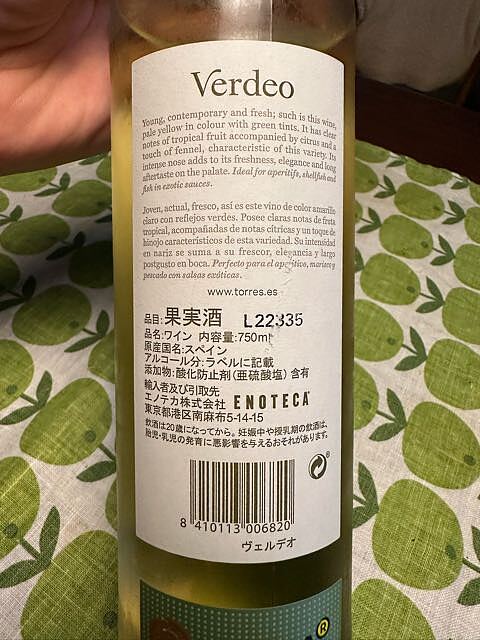 Verdeo
Young, contemporary and fresh; such is this wine,
pale yellow in colour with green tints. It has clear
notes of tropical fruit accompanied by citrus and a
touch of fennel, characteristic of this variety. Its
intense nose adds to its freshness, elegance and long
aftertaste on the palate. Ideal for aperitifs, shellfish and
fish in exotic sauces.
Joven, actual, fresco, así es este vino de color amarillo
claro con reflejos verdes. Posee claras notas de fruta
tropical, acompañadas de notas cítricas y un toque de
hinojo característicos de esta variedad. Su intensidad
en nariz se suma a su frescor, elegancia y largo
postgusto en boca. Perfecto para el aperitivo, marisco y
pescado con salsas exóticas.
www.torres.es
品目:果実酒 L22335
品名:ワイン 内容量:750ml
原産国名:スペイン
アルコール分:ラベルに記載
添加物:酸化防止剤(亜硫酸塩)含有
輸入者及び引取先
エノテカ株式会社 ENOTECA
東京都港区南麻布5-14-15
飲酒は20歳になってから。妊娠中や授乳期の飲酒は、
胎児・乳児の発育に悪影響を与えるおそれがあります。
8 410113 006820
ヴェルデオ